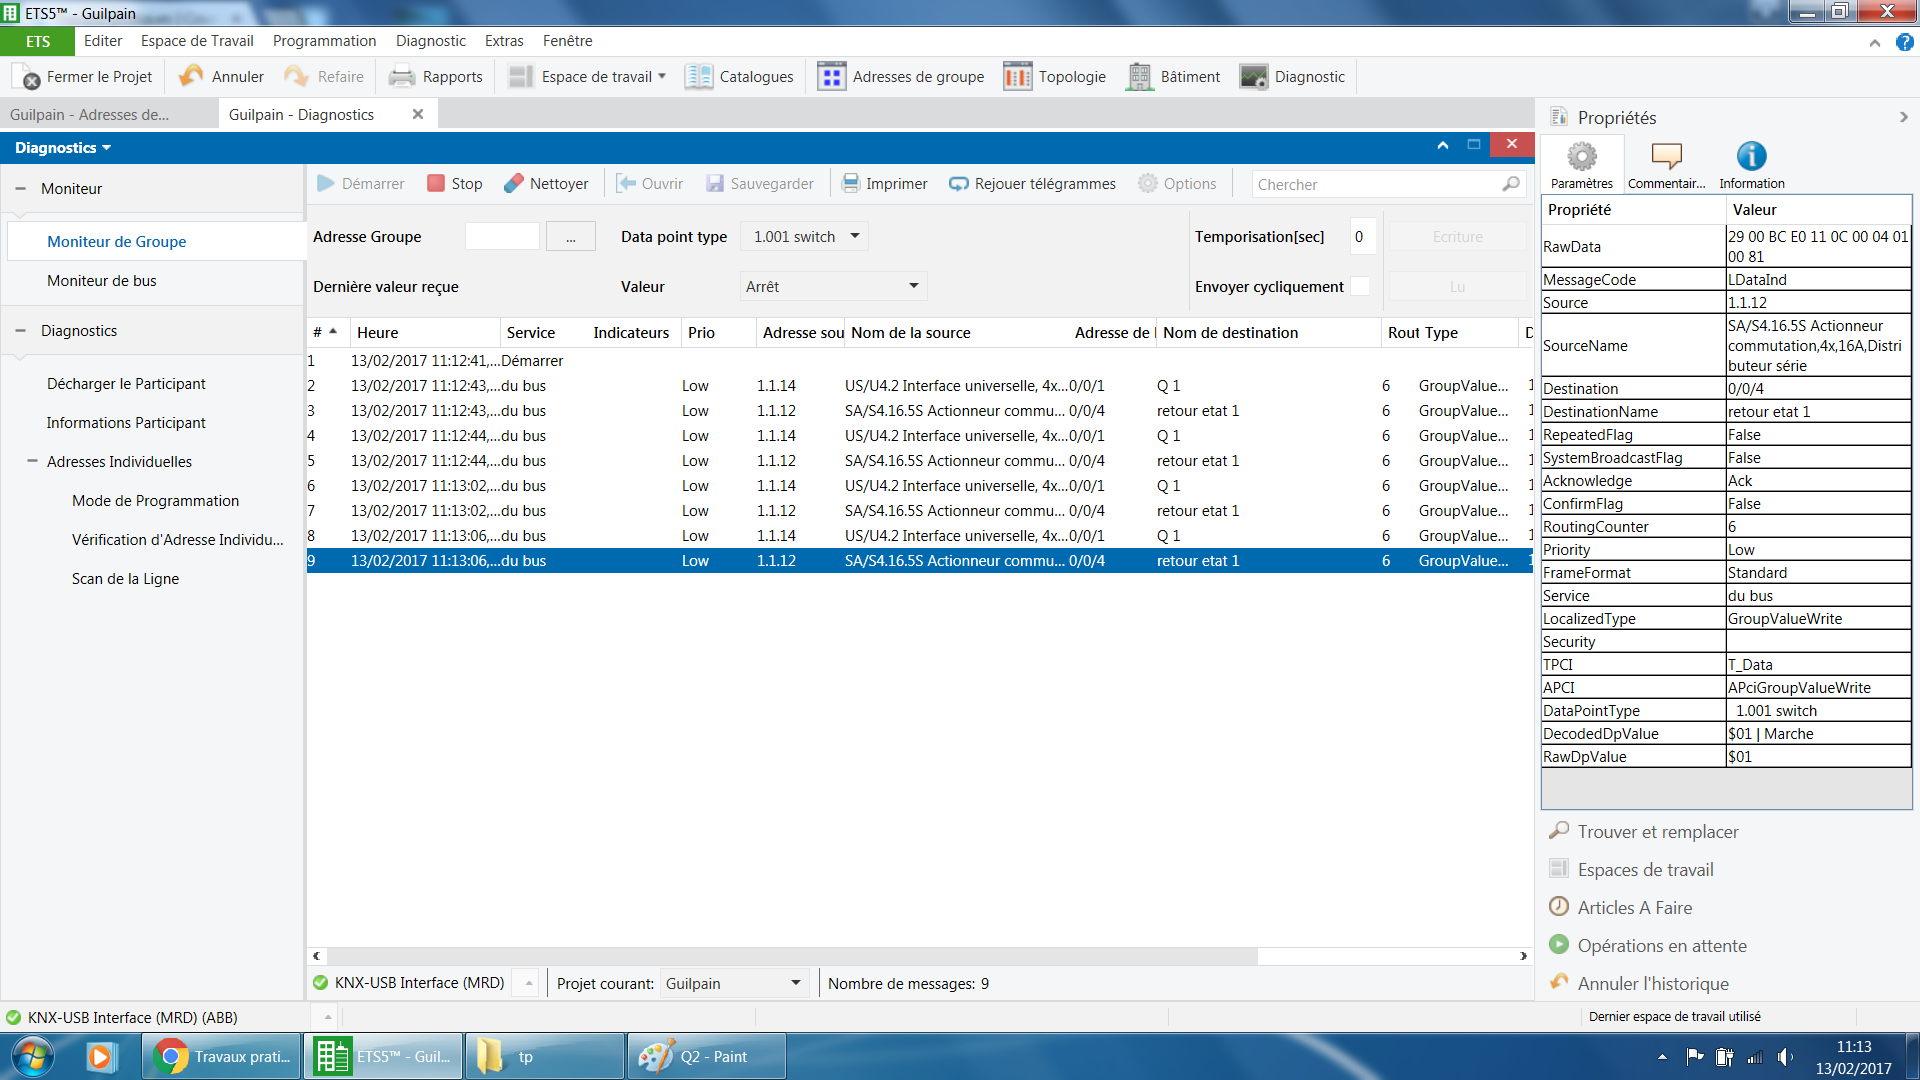 ETS5™ - Guilpain
ETS Editer Espace de Travail Programmation Diagnostic Extras Fenêtre
Fermer le Projet Annuler Refaire Rapports Espace de travail Catalogues Adresses de groupe Topologie Bâtiment Diagnostic
Guilpain - Adresses de... Guilpain - Diagnostics
Diagnostics
Moniteur
Moniteur de Groupe
Moniteur de bus
Diagnostics
Décharger le Participant
Informations Participant
Adresses Individuelles
Mode de Programmation
Vérification d'Adresse Individu...
Scan de la Ligne
Démarrer Stop Nettoyer Ouvrir Sauvegarder Imprimer Rejouer télégrammes Options Chercher
Adresse Groupe ... Data point type 1.001 switch Temporisation[sec] 0 Ecriture
Dernière valeur reçue Valeur Arrêt Envoyer cycliquement Lu
# Heure Service Indicateurs Prio Adresse sou Nom de la source Adresse de Nom de destination Rout Type D
1 13/02/2017 11:12:41,... Démarrer
2 13/02/2017 11:12:43,... du bus Low 1.1.14 US/U4.2 Interface universelle, 4x... 0/0/1 Q 1 6 GroupValue... 1
3 13/02/2017 11:12:43,... du bus Low 1.1.12 SA/S4.16.5S Actionneur commu... 0/0/4 retour etat 1 6 GroupValue... 1
4 13/02/2017 11:12:44,... du bus Low 1.1.14 US/U4.2 Interface universelle, 4x... 0/0/1 Q 1 6 GroupValue... 1
5 13/02/2017 11:12:44,... du bus Low 1.1.12 SA/S4.16.5S Actionneur commu... 0/0/4 retour etat 1 6 GroupValue... 1
6 13/02/2017 11:13:02,... du bus Low 1.1.14 US/U4.2 Interface universelle, 4x... 0/0/1 Q 1 6 GroupValue... 1
7 13/02/2017 11:13:02,... du bus Low 1.1.12 SA/S4.16.5S Actionneur commu... 0/0/4 retour etat 1 6 GroupValue... 1
8 13/02/2017 11:13:06,... du bus Low 1.1.14 US/U4.2 Interface universelle, 4x... 0/0/1 Q 1 6 GroupValue... 1
9 13/02/2017 11:13:06,... du bus Low 1.1.12 SA/S4.16.5S Actionneur commu... 0/0/4 retour etat 1 6 GroupValue... 1
KNX-USB Interface (MRD) Projet courant: Guilpain Nombre de messages: 9
Propriétés
Paramètres Commentair... Information
Propriété Valeur
RawData 29 00 BC E0 11 0C 00 04 01
00 81
MessageCode LDataInd
Source 1.1.12
SourceName SA/S4.16.5S Actionneur
commutation,4x,16A,Distri
buteur série
Destination 0/0/4
DestinationName retour etat 1
RepeatedFlag False
SystemBroadcastFlag False
Acknowledge Ack
ConfirmFlag False
RoutingCounter 6
Priority Low
FrameFormat Standard
Service du bus
LocalizedType GroupValueWrite
Security
TPCI T_Data
APCI APciGroupValueWrite
DataPointType 1.001 switch
DecodedDpValue $01 | Marche
RawDpValue $01
Trouver et remplacer
Espaces de travail
Articles A Faire
Opérations en attente
Annuler l'historique
KNX-USB Interface (MRD) (ABB) Dernier espace de travail utilisé
Travaux prati... ETS5™ - Guil... tp Q2 - Paint 11:13
13/02/2017